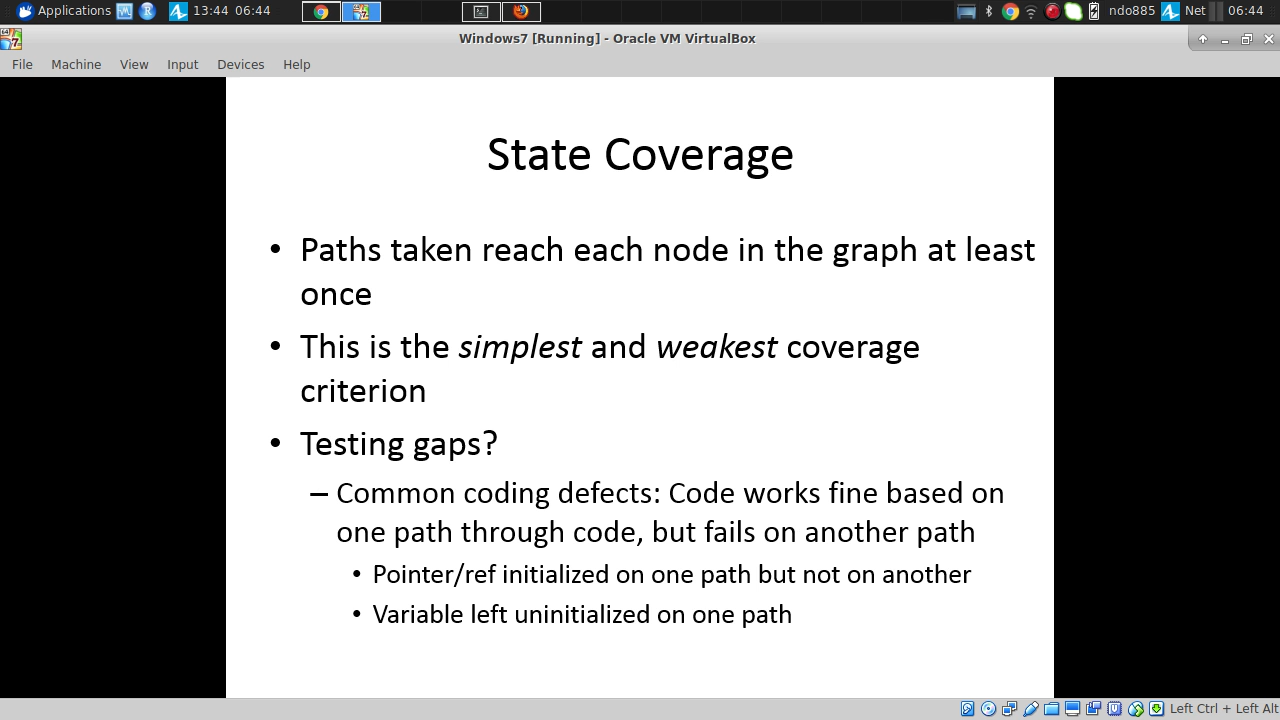 Applications 13:44 06:44 ndo885 Net 06:44
Windows7 [Running] - Oracle VM VirtualBox
File Machine View Input Devices Help
State Coverage
• Paths taken reach each node in the graph at least
once
• This is the simplest and weakest coverage
criterion
• Testing gaps?
– Common coding defects: Code works fine based on
one path through code, but fails on another path
• Pointer/ref initialized on one path but not on another
• Variable left uninitialized on one path
Left Ctrl + Left Alt